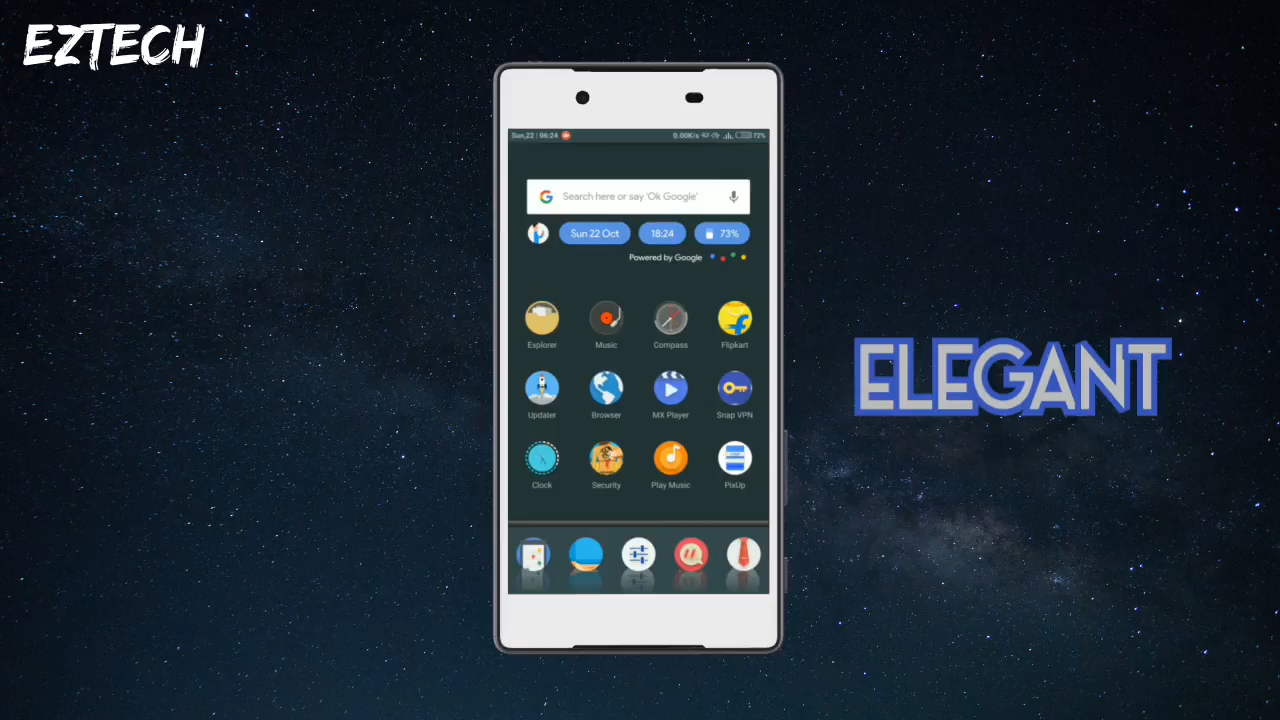 EZTECH
Sun,22 | 06:24 0.00K/s 72%
Search here or say 'Ok Google'
Sun 22 Oct 18:24 73%
Powered by Google
Explorer Music Compass Flipkart
Updater Browser MX Player Snap VPN
Clock Security Play Music PixUp
ELEGANT